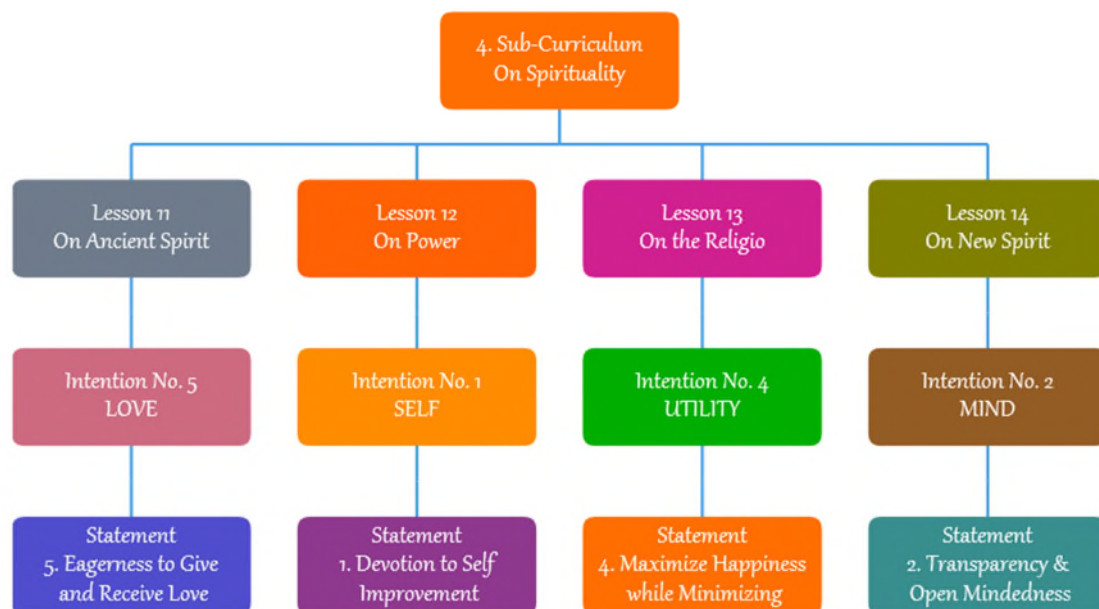 4. Sub-Curriculum
On Spirituality
Lesson 11
On Ancient Spirit
Lesson 12
On Power
Lesson 13
On the Religio
Lesson 14
On New Spirit
Intention No. 5
LOVE
Intention No. 1
SELF
Intention No. 4
UTILITY
Intention No. 2
MIND
Statement
5. Eagerness to Give
and Receive Love
Statement
1. Devotion to Self
Improvement
Statement
4. Maximize Happiness
while Minimizing
Statement
2. Transparency &
Open Mindedness